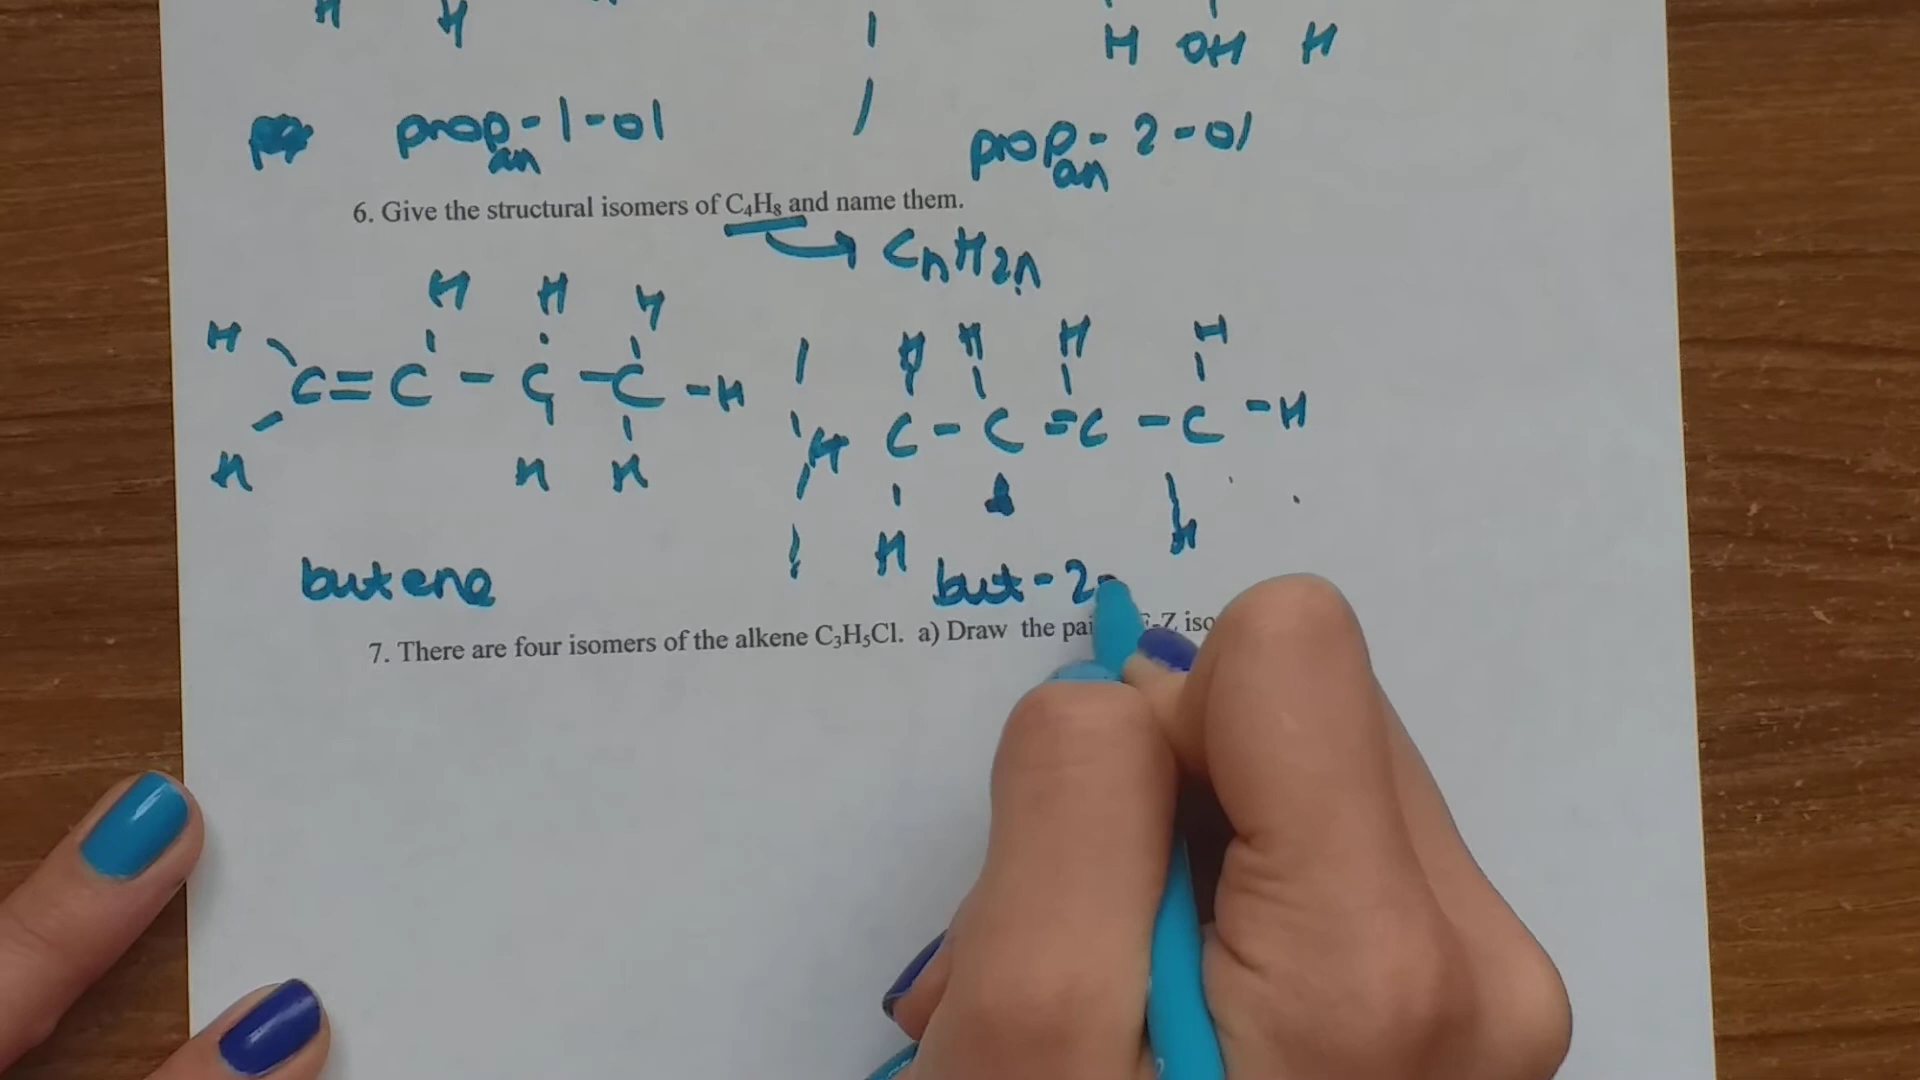 H H
H OH H
propan-1-ol
propan-2-ol
6. Give the structural isomers of C₄H₈ and name them.
CnH2n
H H H
H
C=C-C-C-H
H H H
H H H H
H C-C=C-C-H
H H
butene
but-2-
7. There are four isomers of the alkene C₃H₅Cl. a) Draw the E-Z